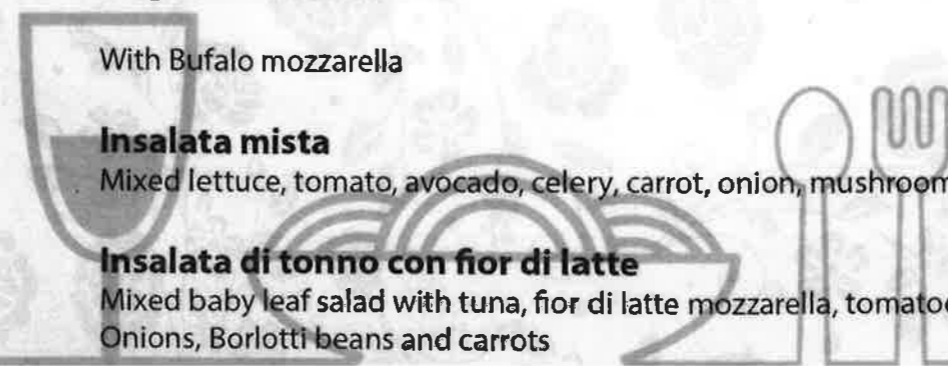 With Bufalo mozzarella
Insalata mista
Mixed lettuce, tomato, avocado, celery, carrot, onion, mushroom
Insalata di tonno con fior di latte
Mixed baby leaf salad with tuna, fior di latte mozzarella,
Onions, Borlotti beans and carrots